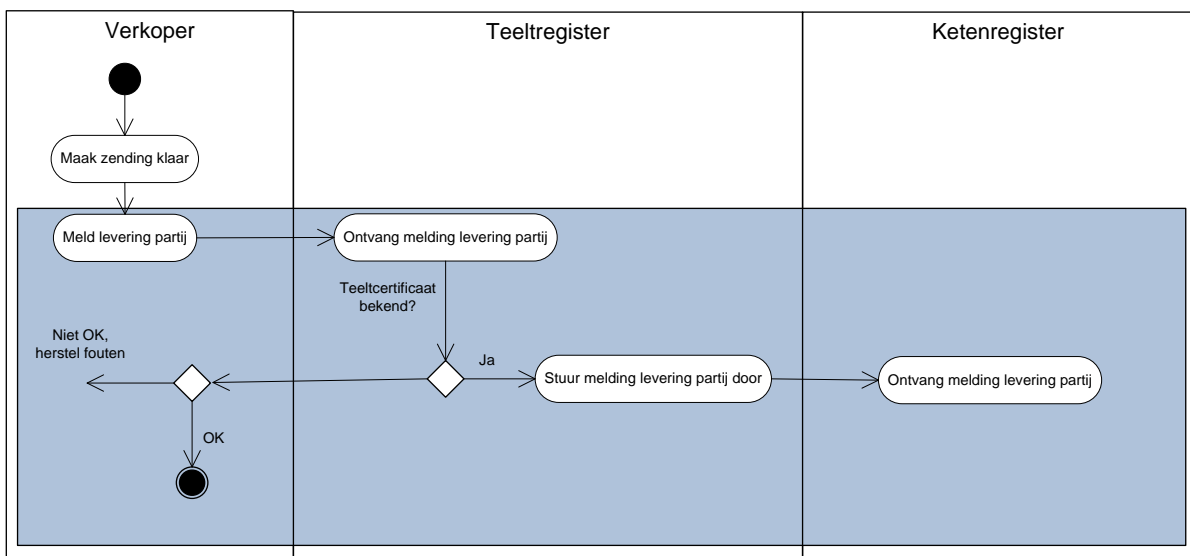 Verkoper
Teeltregister
Ketenregister
Maak zending klaar
Meld levering partij
Ontvang melding levering partij
Teeltcertificaat
bekend?
Niet OK,
herstel fouten
Ja
Stuur melding levering partij door
Ontvang melding levering partij
OK